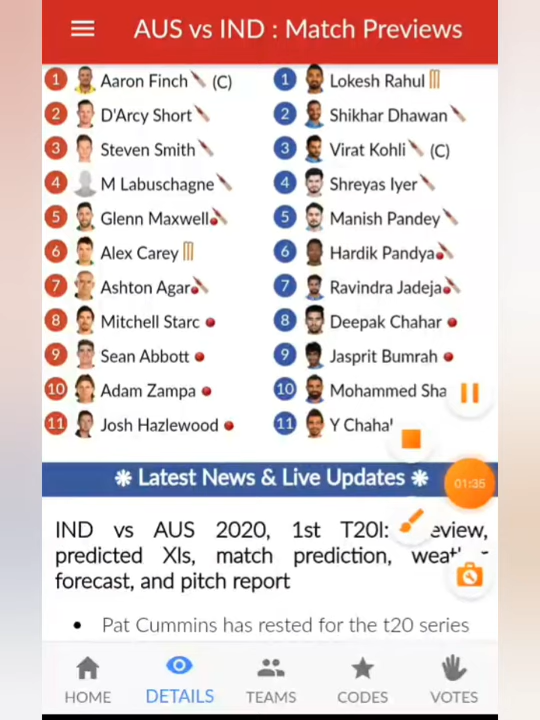 AUS vs IND : Match Previews
1 Aaron Finch (C)
1 Lokesh Rahul
2 D'Arcy Short
2 Shikhar Dhawan
3 Steven Smith
3 Virat Kohli (C)
4 M Labuschagne
4 Shreyas Iyer
5 Glenn Maxwell
5 Manish Pandey
6 Alex Carey
6 Hardik Pandya
7 Ashton Agar
7 Ravindra Jadeja
8 Mitchell Starc
8 Deepak Chahar
9 Sean Abbott
9 Jasprit Bumrah
10 Adam Zampa
10 Mohammed Sha
11 Josh Hazlewood
11 Y Chahal
01:35
Latest News & Live Updates
IND vs AUS 2020, 1st T20I: eview,
predicted XIs, match prediction,
forecast, and pitch report
• Pat Cummins has rested for the t20 series
HOME DETAILS TEAMS CODES VOTES